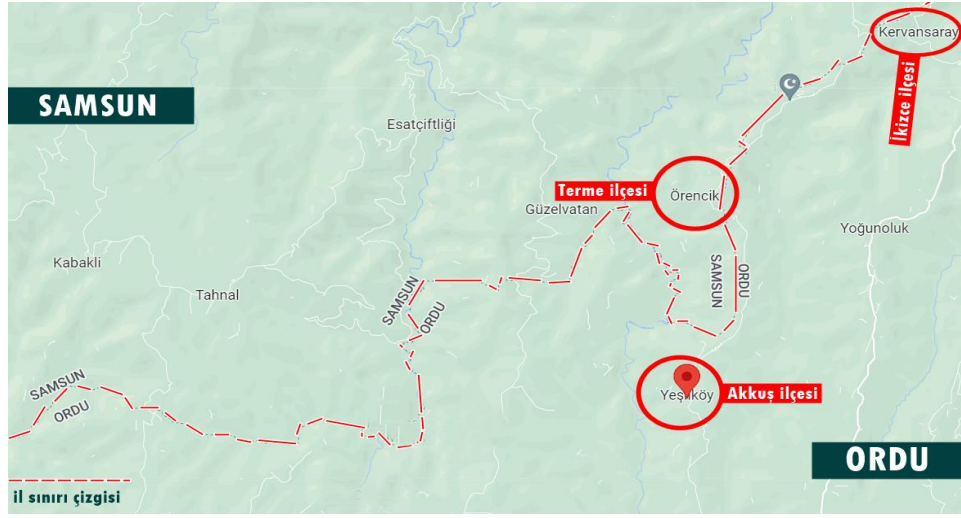 Kervansaray
İkizce ilçesi
SAMSUN
Esatçiftliği
Terme ilçesi
Örencik
Güzelvatan
Yoğunoluk
Kabakli
Tahnal
SAMSUN
ORDU
SAMSUN
ORDU
SAMSUN
ORDU
Yeşilköy
Akkuş ilçesi
ORDU
il sınırı çizgisi